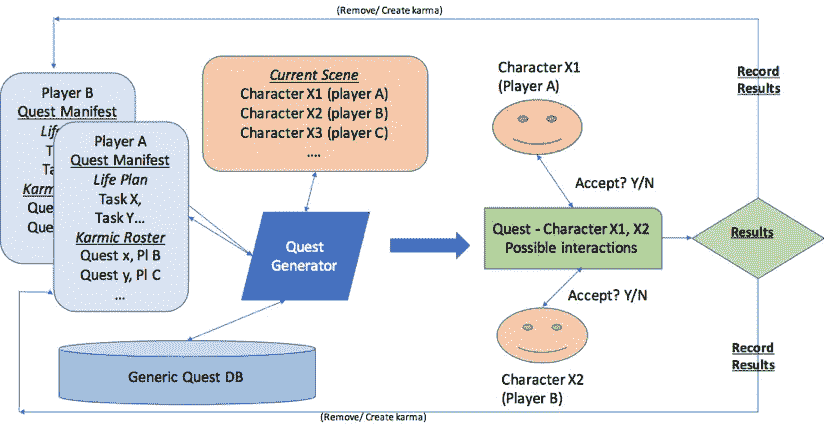 (Remove/ Create karma)
Player B
Quest Manifest
Life
Ta
Ta
Karmi
Que
Que
Player A
Quest Manifest
Life Plan
Task X,
Task Y...
Karmic Roster
Quest x, Pl B
Quest y, Pl C
...
Current Scene
Character X1 (player A)
Character X2 (player B)
Character X3 (player C)
....
Quest
Generator
Generic Quest DB
Character X1
(Player A)
Accept? Y/N
Quest - Character X1, X2
Possible interactions
Accept? Y/N
Character X2
(Player B)
Results
Record
Results
Record
Results
(Remove/ Create karma)